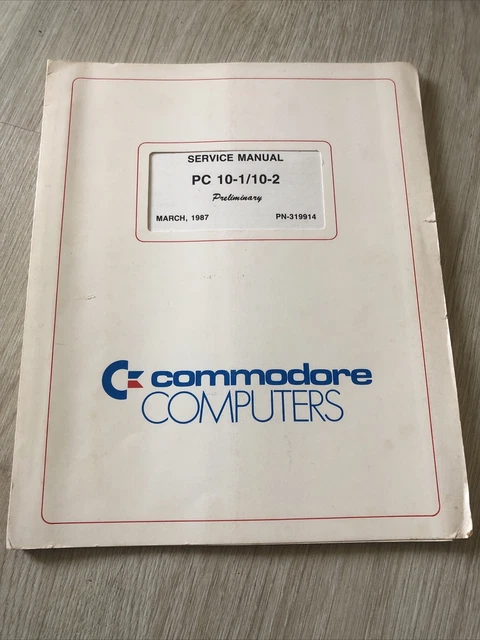 SERVICE MANUAL
PC 10-1/10-2
Preliminary
MARCH, 1987 PN-319914
commodore
COMPUTERS